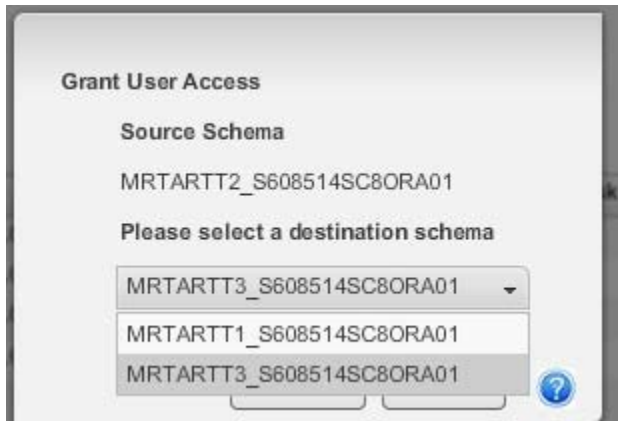 Grant User Access
Source Schema
MRTARTT2_S608514SC8ORA01
Please select a destination schema
MRTARTT3_S608514SC8ORA01
MRTARTT1_S608514SC8ORA01
MRTARTT3_S608514SC8ORA01
?